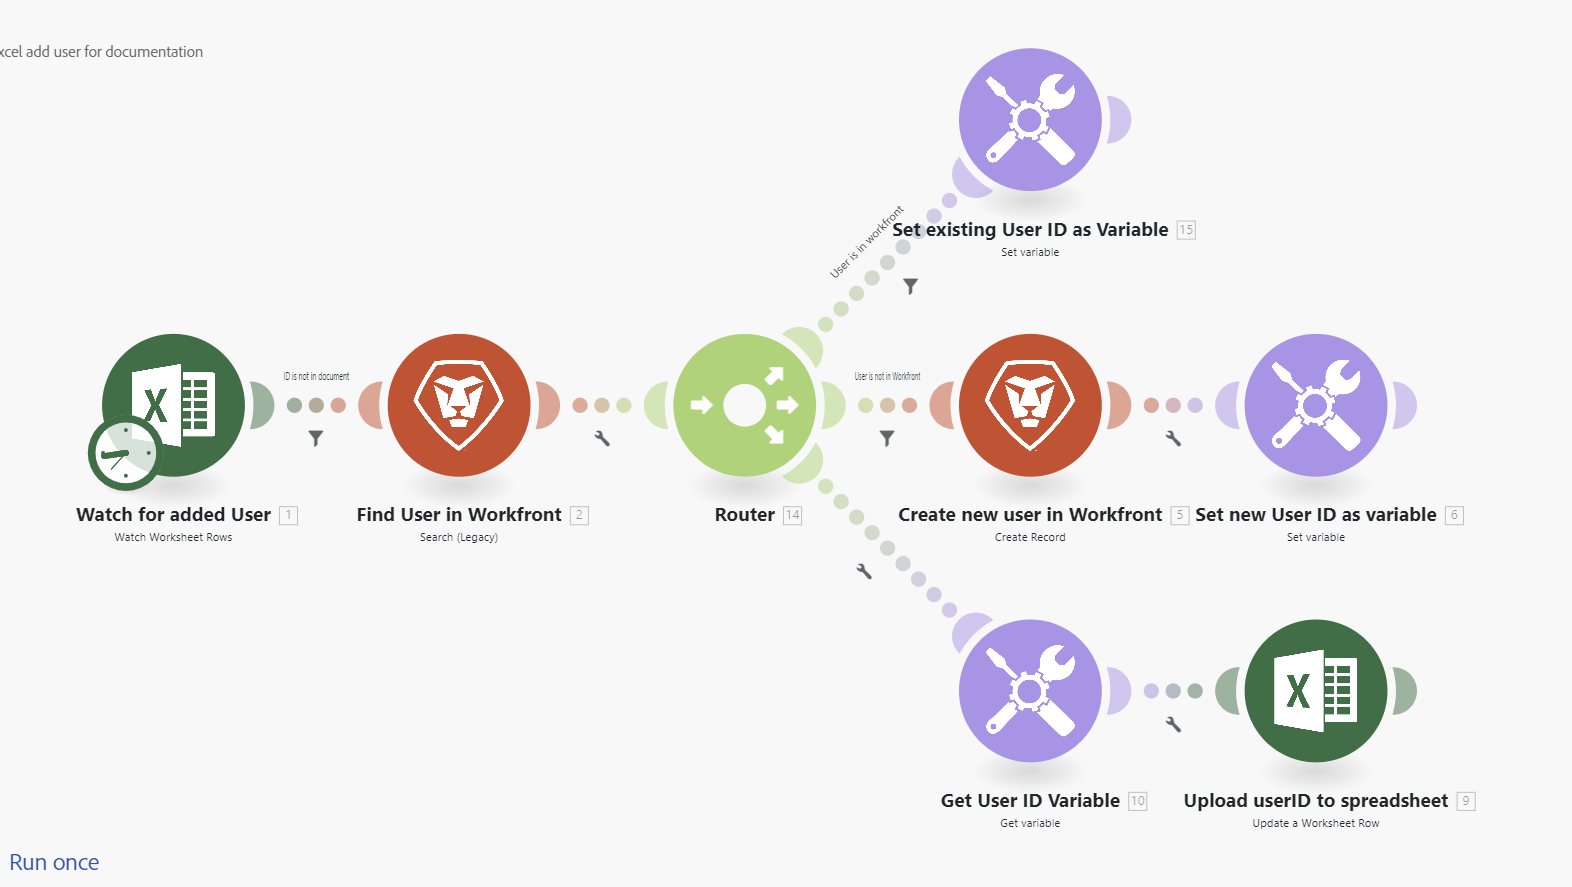 xcel add user for documentation
User is in workfront
Set existing User ID as Variable 15
Set variable
ID is not in document
User is not in Workfront
X
Watch for added User 1
Watch Worksheet Rows
Find User in Workfront 2
Search (Legacy)
Router 14
Create new user in Workfront 5
Create Record
Set new User ID as variable 6
Set variable
X
Get User ID Variable 10
Get variable
Upload userID to spreadsheet 9
Update a Worksheet Row
Run once